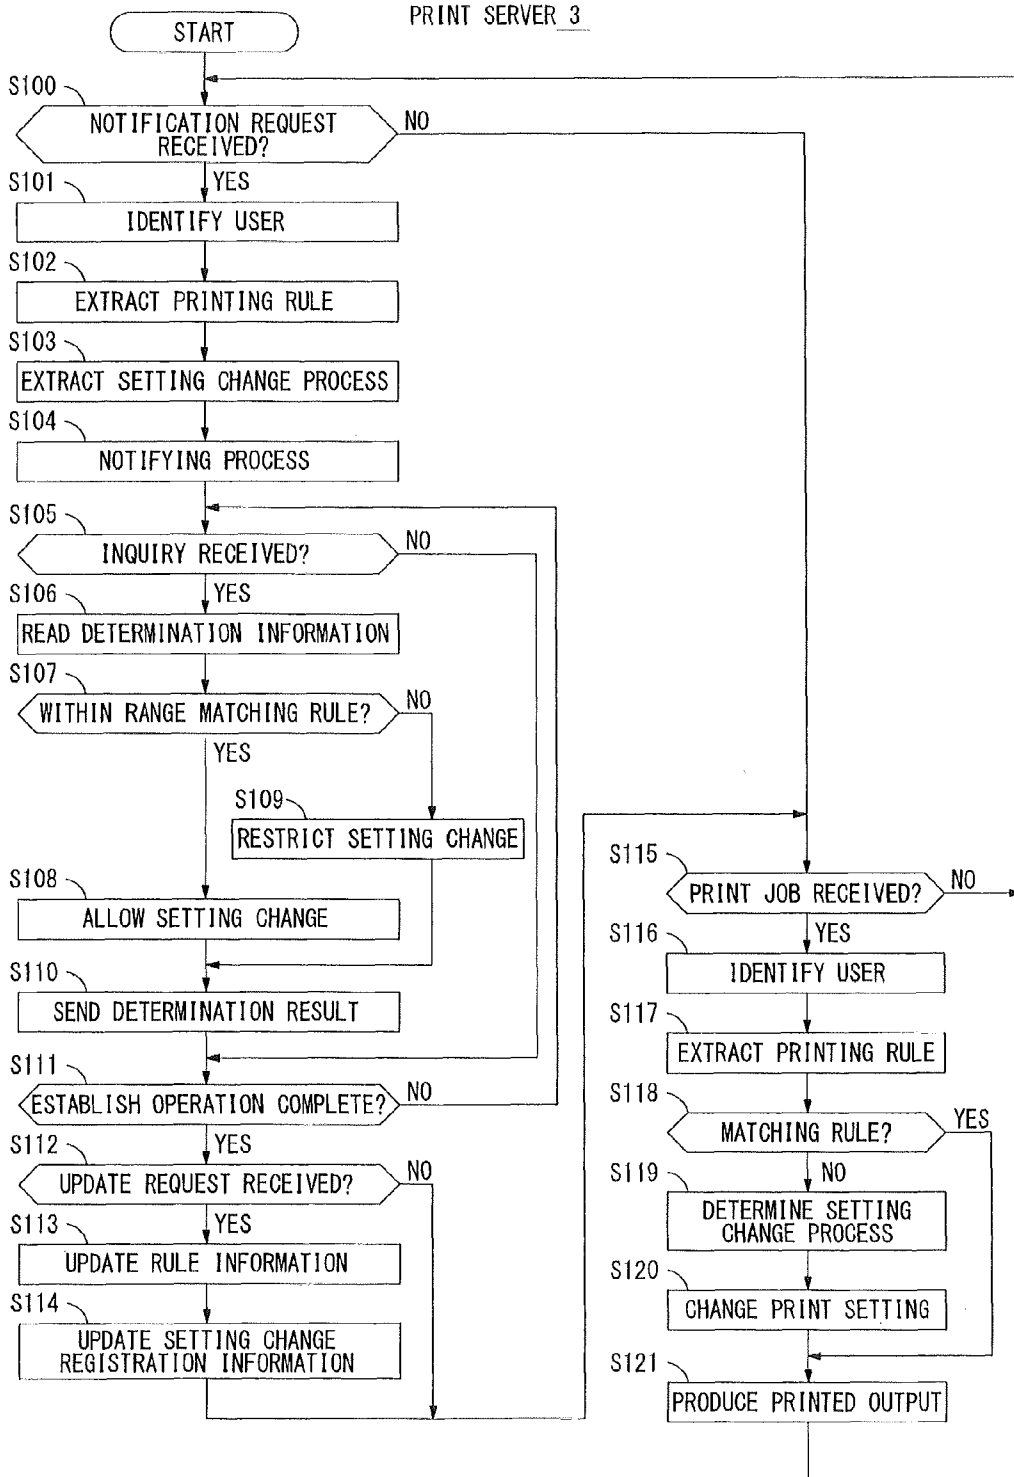 PRINT SERVER 3
START
S100
NOTIFICATION REQUEST
RECEIVED?
NO
YES
S101
IDENTIFY USER
S102
EXTRACT PRINTING RULE
S103
EXTRACT SETTING CHANGE PROCESS
S104
NOTIFYING PROCESS
S105
INQUIRY RECEIVED?
NO
YES
S106
READ DETERMINATION INFORMATION
S107
WITHIN RANGE MATCHING RULE?
NO
YES
S109
RESTRICT SETTING CHANGE
S108
ALLOW SETTING CHANGE
S110
SEND DETERMINATION RESULT
S111
ESTABLISH OPERATION COMPLETE?
NO
YES
S112
UPDATE REQUEST RECEIVED?
NO
YES
S113
UPDATE RULE INFORMATION
S114
UPDATE SETTING CHANGE
REGISTRATION INFORMATION
S115
PRINT JOB RECEIVED?
NO
YES
S116
IDENTIFY USER
S117
EXTRACT PRINTING RULE
S118
MATCHING RULE?
YES
NO
S119
DETERMINE SETTING
CHANGE PROCESS
S120
CHANGE PRINT SETTING
S121
PRODUCE PRINTED OUTPUT